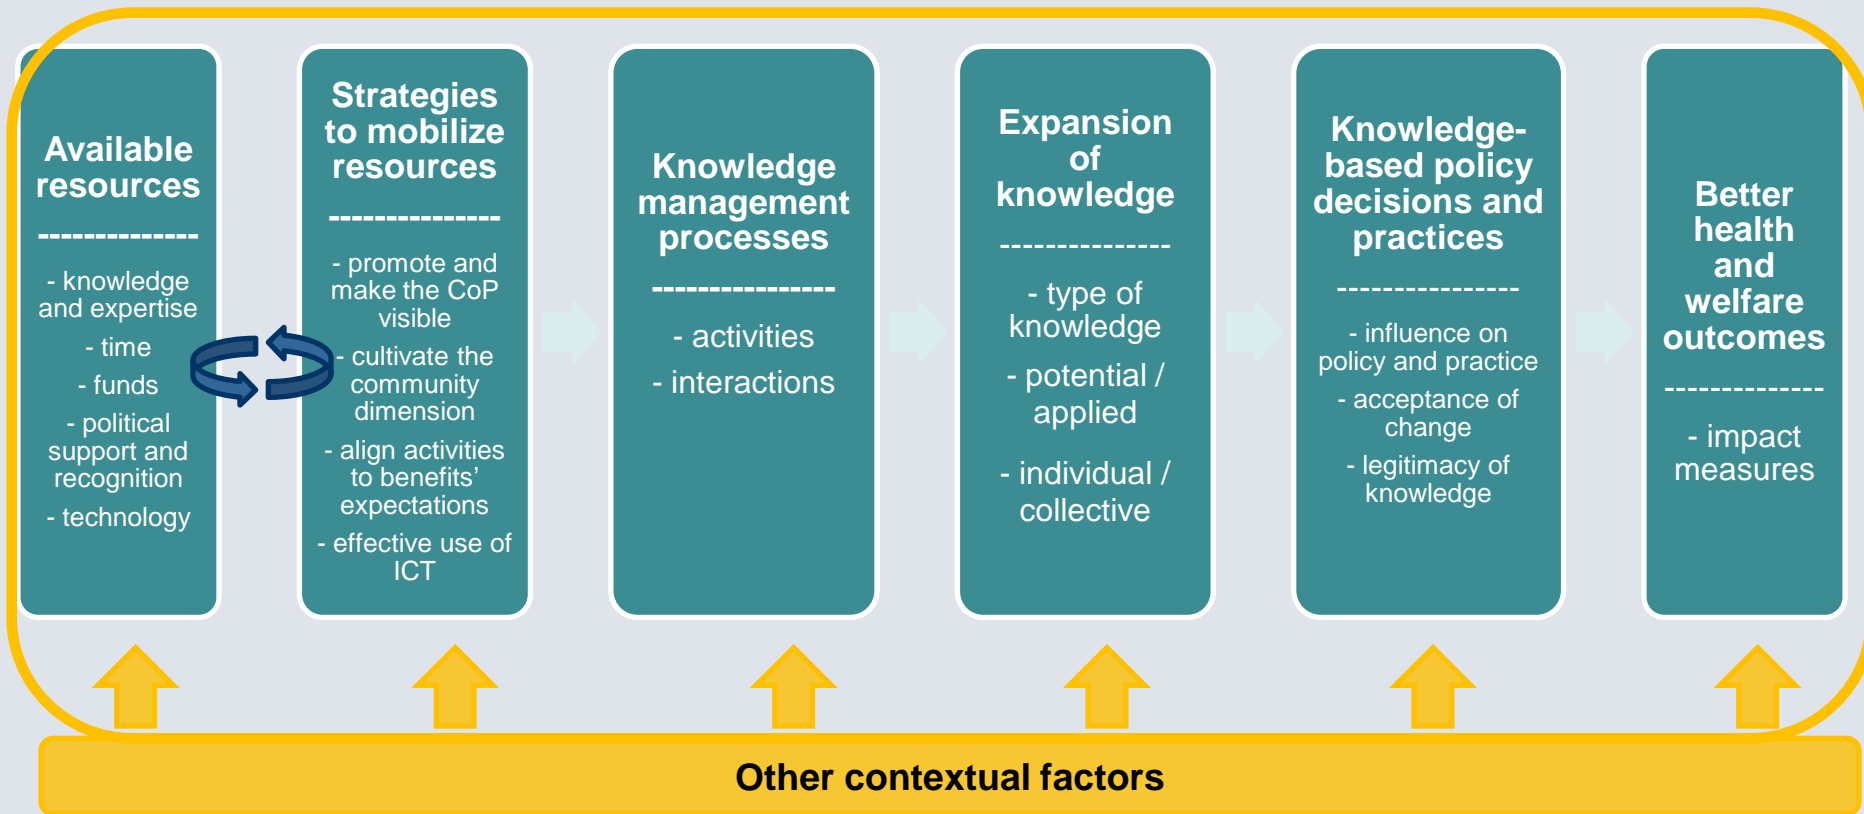 Available
resources
--------------
- knowledge
and expertise
- time
- funds
- political
support and
recognition
- technology
Strategies
to mobilize
resources
---------------
- promote and
make the CoP
visible
- cultivate the
community
dimension
- align activities
to benefits’
expectations
- effective use of
ICT
Knowledge
management
processes
----------------
- activities
- interactions
Expansion
of
knowledge
---------------
- type of
knowledge
- potential /
applied
- individual /
collective
Knowledge-
based policy
decisions and
practices
----------------
- influence on
policy and practice
- acceptance of
change
- legitimacy of
knowledge
Better
health
and
welfare
outcomes
--------------
- impact
measures
Other contextual factors